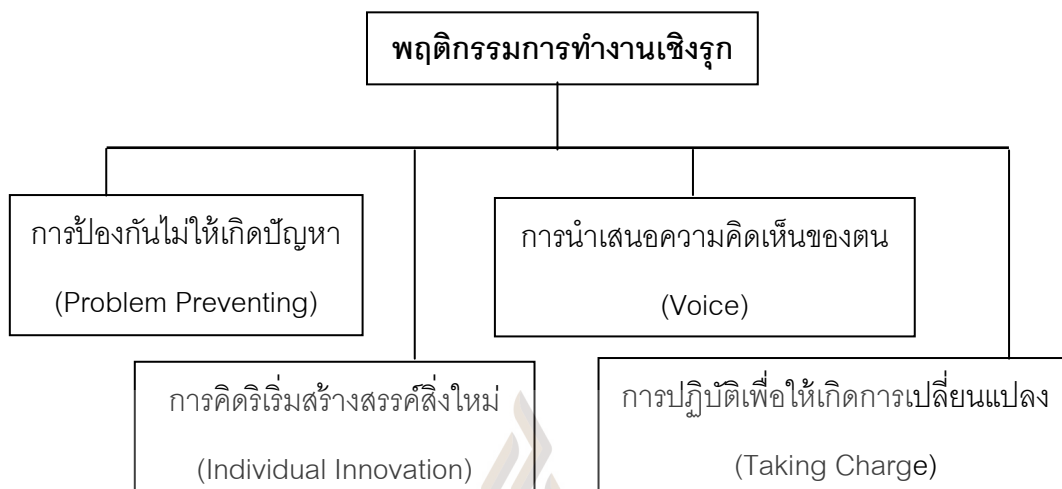 พฤติกรรมการทำงานเชิงรุก
การป้องกันไม่ให้เกิดปัญหา
(Problem Preventing)
การนำเสนอความคิดเห็นของตน
(Voice)
การคิดริเริ่มสร้างสรรค์สิ่งใหม่
(Individual Innovation)
การปฏิบัติเพื่อให้เกิดการเปลี่ยนแปลง
(Taking Charge)